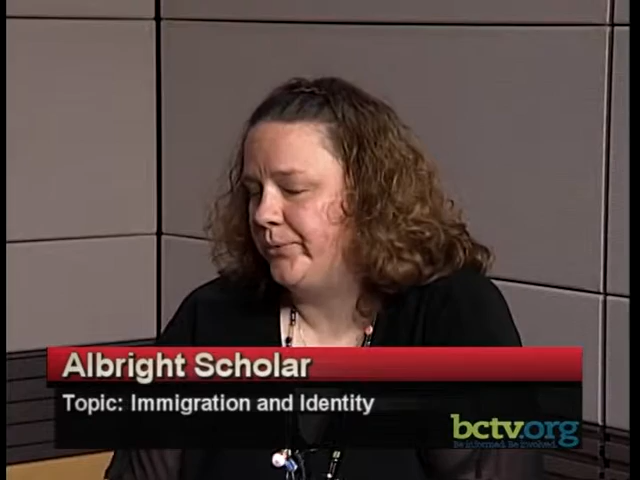 Albright Scholar
Topic: Immigration and Identity
bctv.org
Be informed. Be involved.